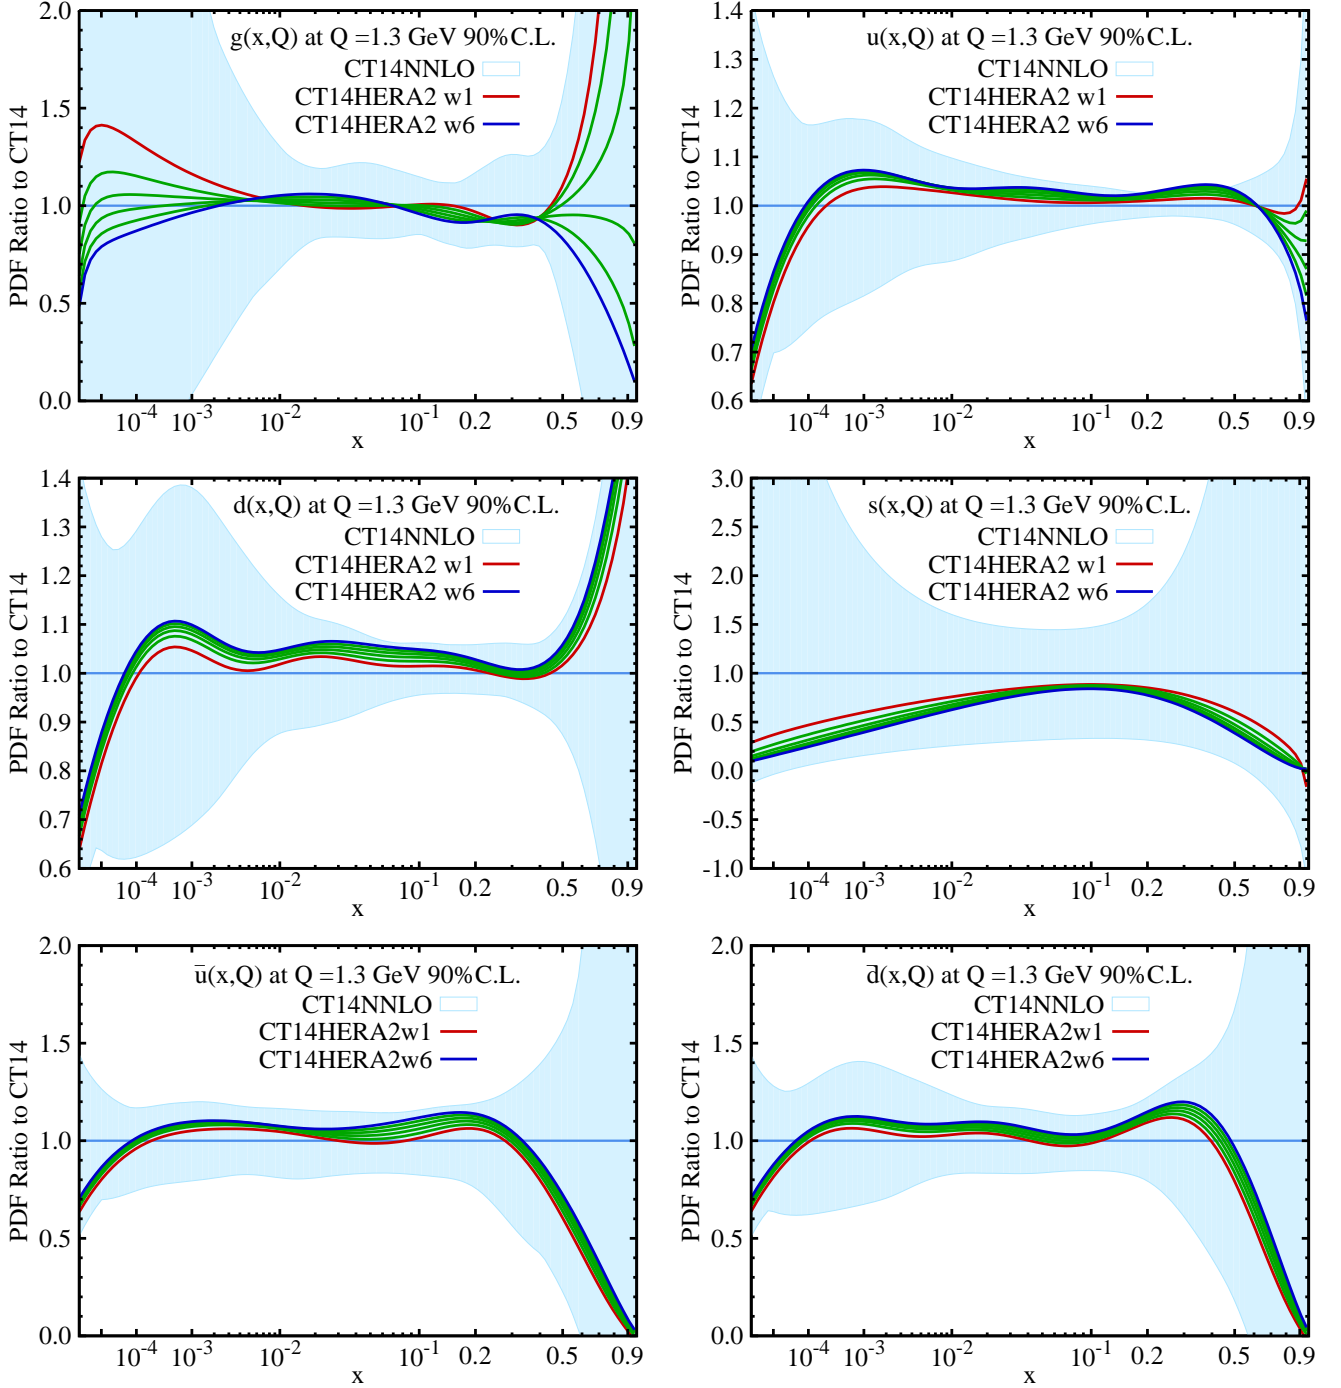 g(x,Q) at Q =1.3 GeV 90%C.L.
CT14NNLO
CT14HERA2 w1
CT14HERA2 w6
PDF Ratio to CT14
2.0
1.5
1.0
0.5
0.0
10-4 10-3 10-2 10-1 0.2 0.5 0.9
x
u(x,Q) at Q =1.3 GeV 90%C.L.
CT14NNLO
CT14HERA2 w1
CT14HERA2 w6
PDF Ratio to CT14
1.4
1.3
1.2
1.1
1.0
0.9
0.8
0.7
0.6
10-4 10-3 10-2 10-1 0.2 0.5 0.9
x
d(x,Q) at Q =1.3 GeV 90%C.L.
CT14NNLO
CT14HERA2 w1
CT14HERA2 w6
PDF Ratio to CT14
1.4
1.3
1.2
1.1
1.0
0.9
0.8
0.7
0.6
10-4 10-3 10-2 10-1 0.2 0.5 0.9
x
s(x,Q) at Q =1.3 GeV 90%C.L.
CT14NNLO
CT14HERA2 w1
CT14HERA2 w6
PDF Ratio to CT14
3.0
2.5
2.0
1.5
1.0
0.5
0.0
-0.5
-1.0
10-4 10-3 10-2 10-1 0.2 0.5 0.9
x
u̅(x,Q) at Q =1.3 GeV 90%C.L.
CT14NNLO
CT14HERA2w1
CT14HERA2w6
PDF Ratio to CT14
2.0
1.5
1.0
0.5
0.0
10-4 10-3 10-2 10-1 0.2 0.5 0.9
x
d̅(x,Q) at Q =1.3 GeV 90%C.L.
CT14NNLO
CT14HERA2w1
CT14HERA2w6
PDF Ratio to CT14
2.0
1.5
1.0
0.5
0.0
10-4 10-3 10-2 10-1 0.2 0.5 0.9
x